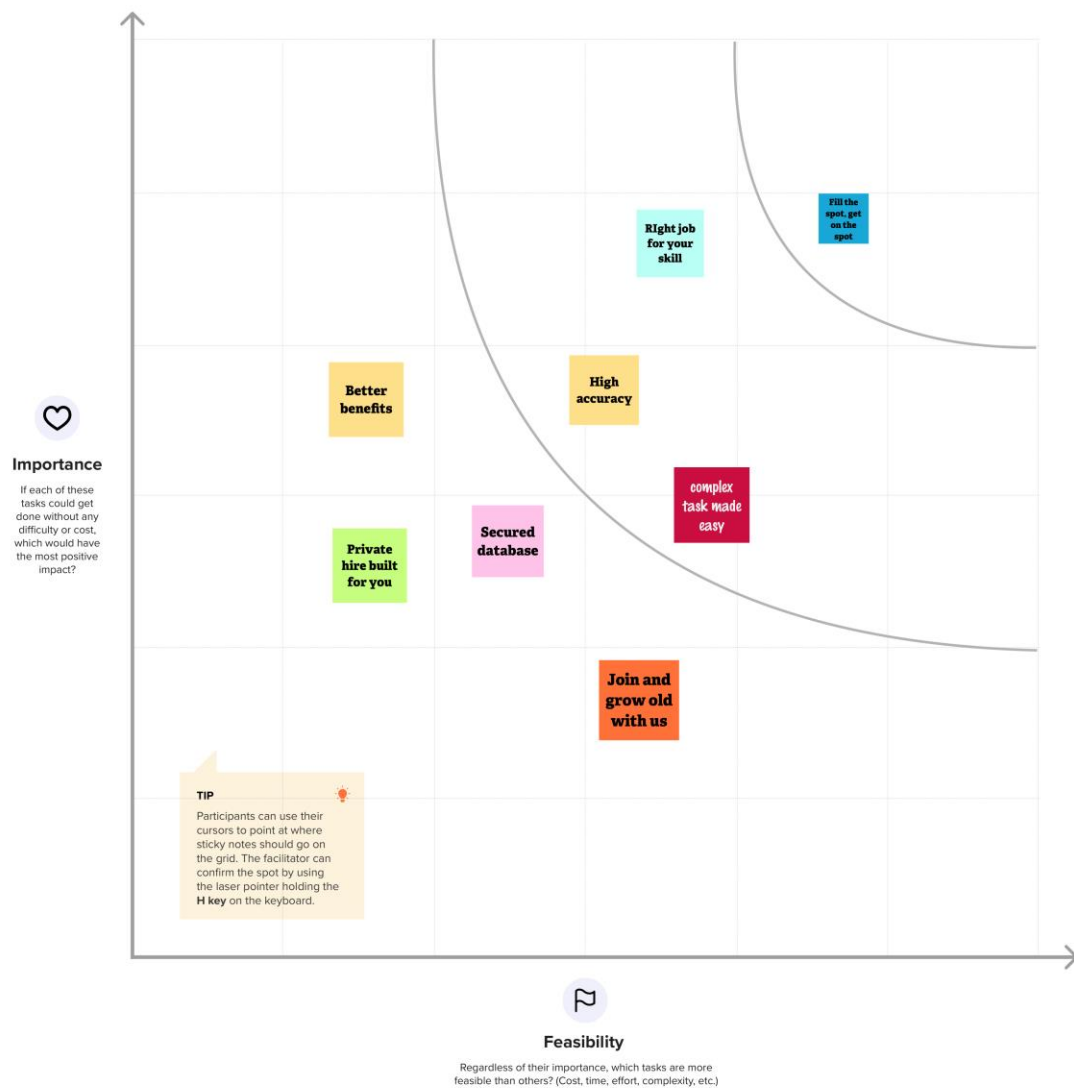 Fill the
spot, get
on the
spot
RIght job
for your
skill
Better
benefits
High
accuracy
Importance
If each of these
tasks could get
done without any
difficulty or cost,
which would have
the most positive
impact?
complex
task made
easy
Secured
database
Private
hire built
for you
Join and
grow old
with us
TIP
Participants can use their
cursors to point at where
sticky notes should go on
the grid. The facilitator can
confirm the spot by using
the laser pointer holding the
H key on the keyboard.
Feasibility
Regardless of their importance, which tasks are more
feasible than others? (Cost, time, effort, complexity, etc.)